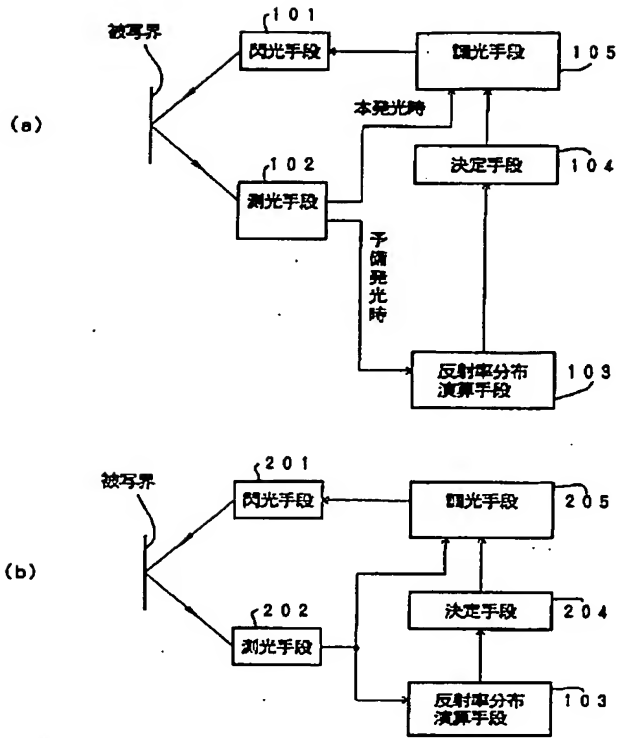 被写界
101
閃光手段
調光手段
105
(a)
本発光時
102
測光手段
決定手段
104
予備発光時
反射率分布
演算手段
103
被写界
201
閃光手段
調光手段
205
(b)
202
測光手段
決定手段
204
反射率分布
演算手段
103